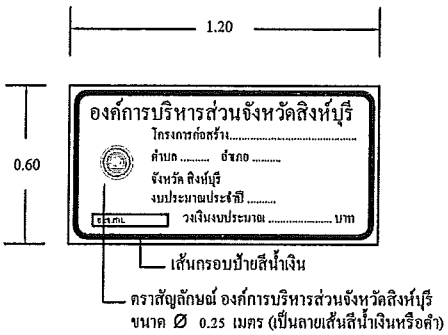 1.20
องค์การบริหารส่วนจังหวัดสิงห์บุรี
โครงการก่อสร้าง..............................
0.60
ตำบล ......... อำเภอ .........
จังหวัด สิงห์บุรี
งบประมาณประจำปี .........
วงเงินงบประมาณ .................. บาท
เส้นกรอบป้ายสีน้ำเงิน
ตราสัญลักษณ์ องค์การบริหารส่วนจังหวัดสิงห์บุรี
ขนาด Ø 0.25 เมตร (เป็นลายเส้นสีน้ำเงินหรือดำ)